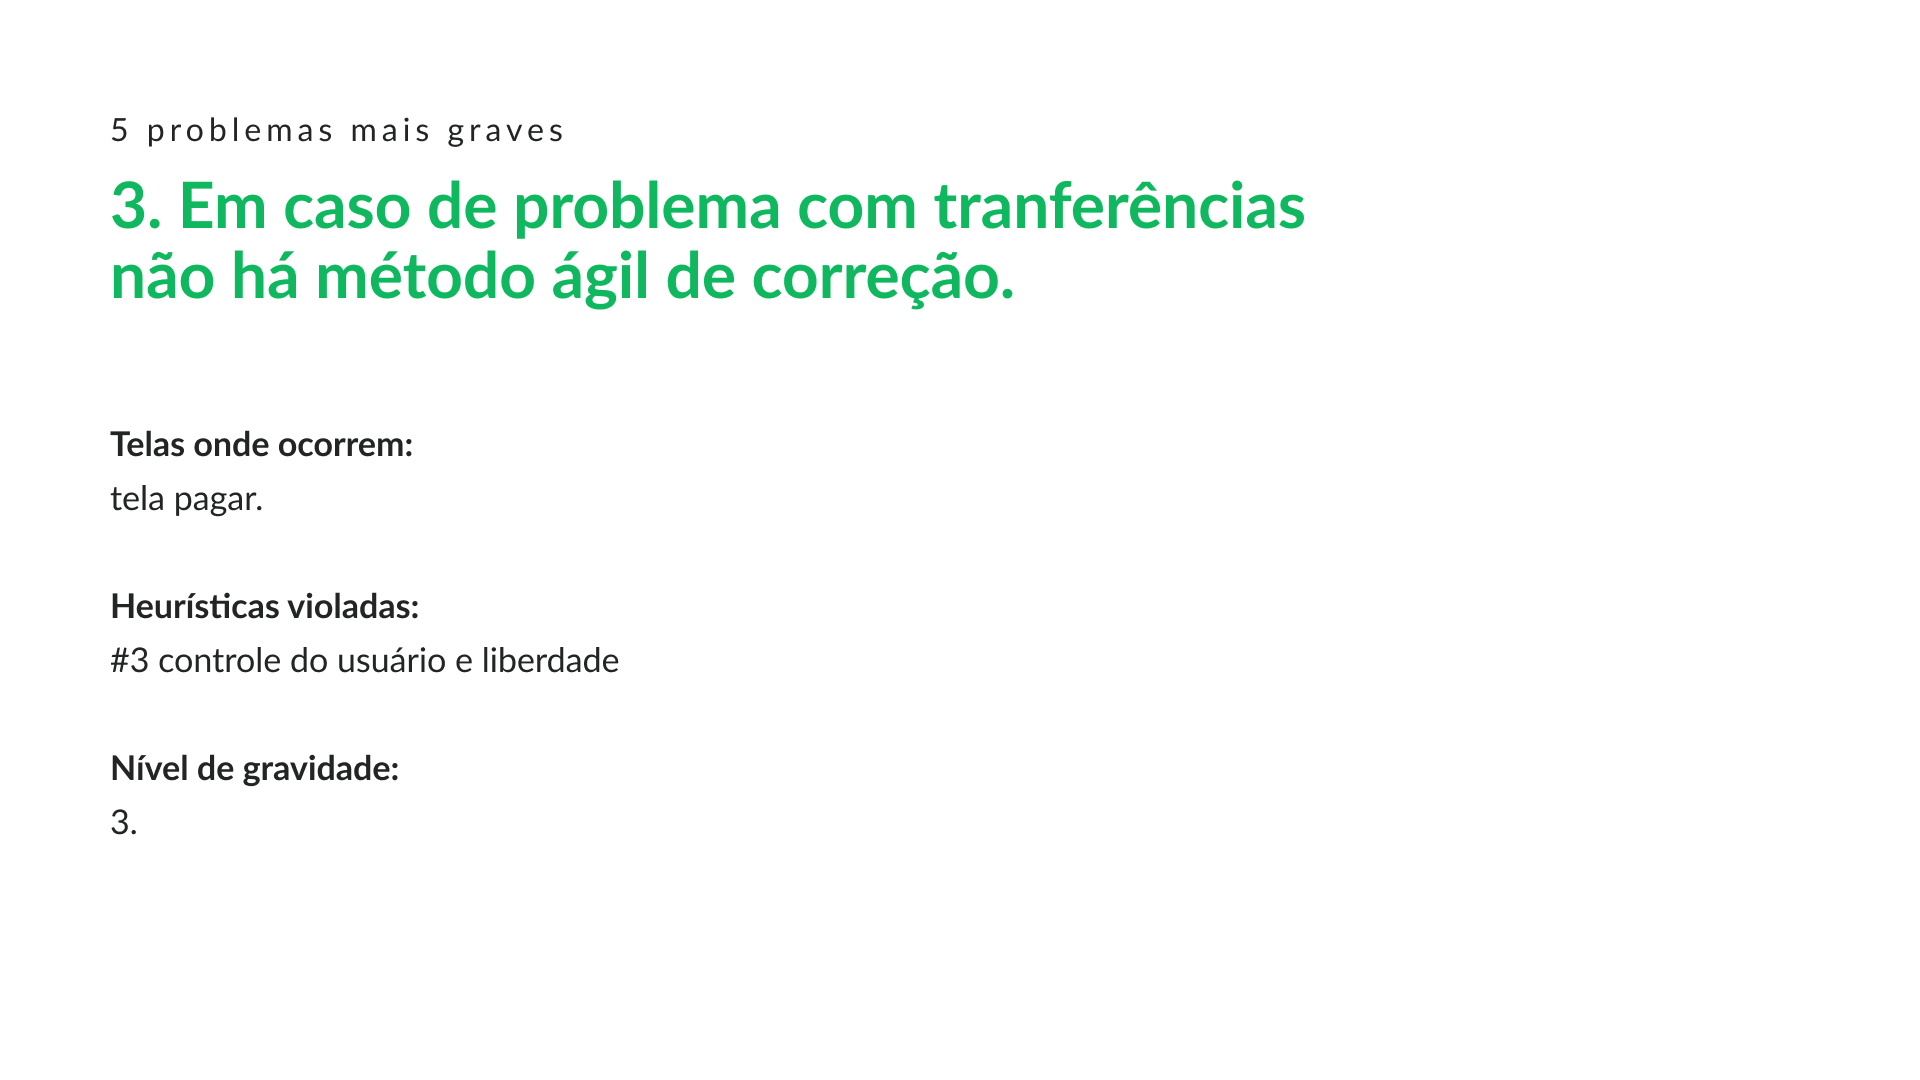 5 problemas mais graves
3. Em caso de problema com tranferências
não há método ágil de correção.
Telas onde ocorrem:
tela pagar.
Heurísticas violadas:
#3 controle do usuário e liberdade
Nível de gravidade:
3.